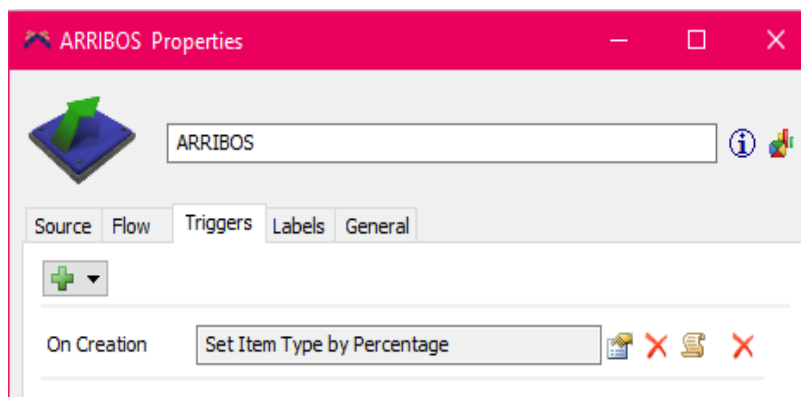 ARRIBOS Properties
ARRIBOS
Source Flow Triggers Labels General
On Creation Set Item Type by Percentage